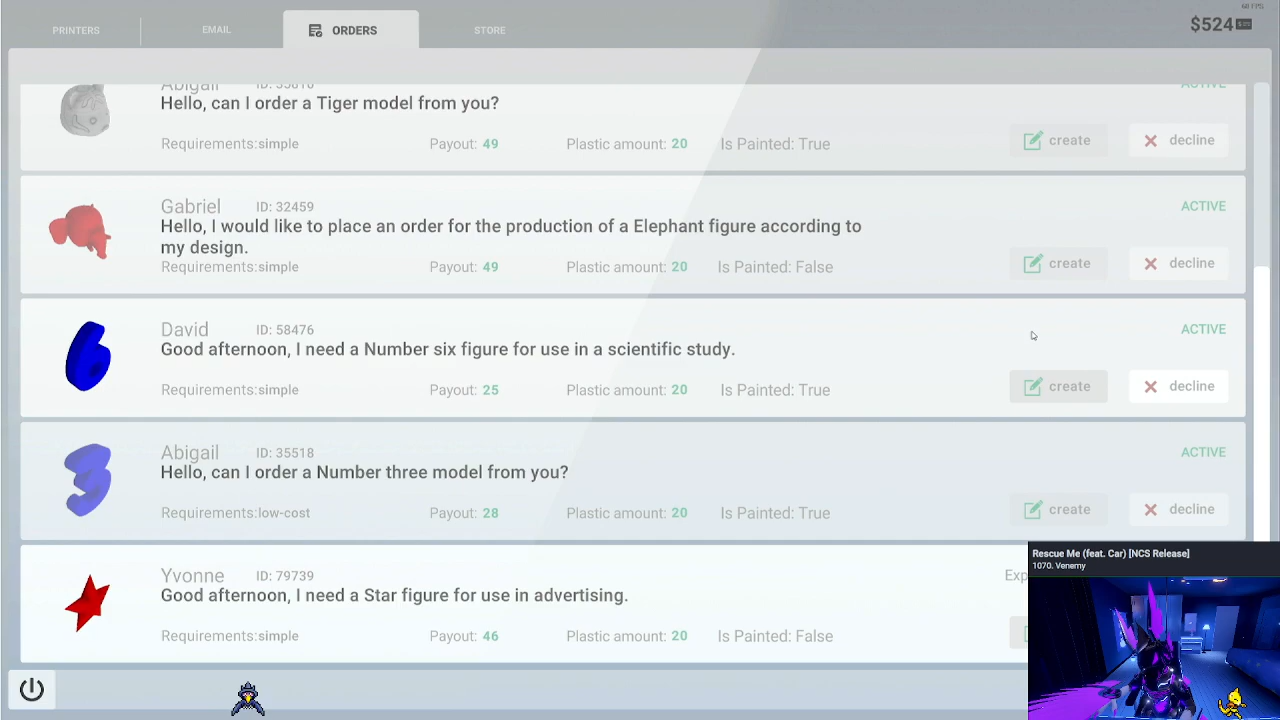 60 FPS
PRINTERS
EMAIL
ORDERS
STORE
$524
Abigail ID: 35818 ACTIVE
Hello, can I order a Tiger model from you?
Requirements:simple Payout: 49 Plastic amount: 20 Is Painted: True create decline
Gabriel ID: 32459 ACTIVE
Hello, I would like to place an order for the production of a Elephant figure according to
my design.
Requirements:simple Payout: 49 Plastic amount: 20 Is Painted: False create decline
David ID: 58476 ACTIVE
Good afternoon, I need a Number six figure for use in a scientific study.
Requirements:simple Payout: 25 Plastic amount: 20 Is Painted: True create decline
Abigail ID: 35518 ACTIVE
Hello, can I order a Number three model from you?
Requirements:low-cost Payout: 28 Plastic amount: 20 Is Painted: True create decline
Yvonne ID: 79739
Good afternoon, I need a Star figure for use in advertising.
Requirements:simple Payout: 46 Plastic amount: 20 Is Painted: False
Rescue Me (feat. Car) [NCS Release]
1070. Venemy